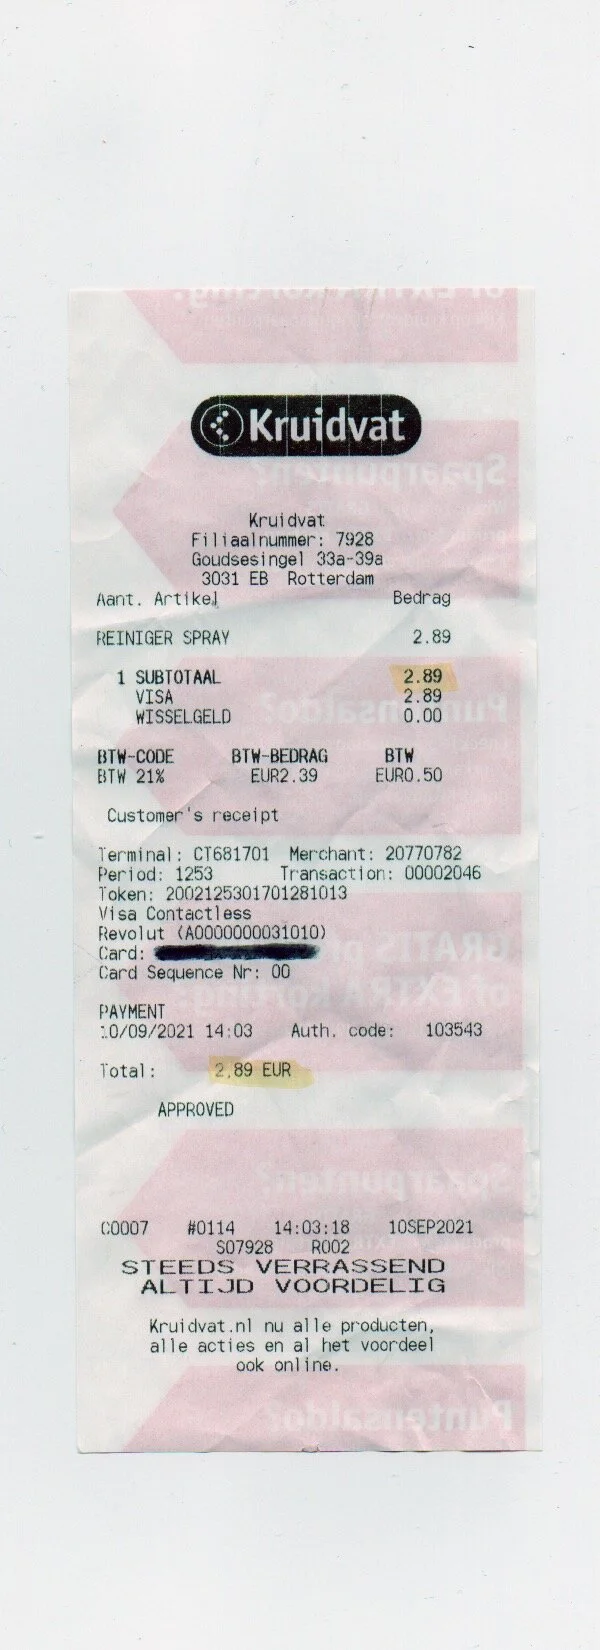 Kruidvat
Kruidvat
Filiaalnummer: 7928
Goudsesingel 33a-39a
3031 EB Rotterdam
Aant. Artikel Bedrag
REINIGER SPRAY 2.89
1 SUBTOTAAL 2.89
VISA 2.89
WISSELGELD 0.00
BTW-CODE BTW-BEDRAG BTW
BTW 21% EUR2.39 EUR0.50
Customer's receipt
Terminal: CT681701 Merchant: 20770782
Period: 1253 Transaction: 00002046
Token: 2002125301701281013
Visa Contactless
Revolut (A0000000031010)
Card:
Card Sequence Nr: 00
PAYMENT
10/09/2021 14:03 Auth. code: 103543
Total: 2.89 EUR
APPROVED
C0007 #0114 14:03:18 10SEP2021
S07928 R002
STEEDS VERRASSEND
ALTIJD VOORDELIG
Kruidvat.nl nu alle producten,
alle acties en al het voordeel
ook online.